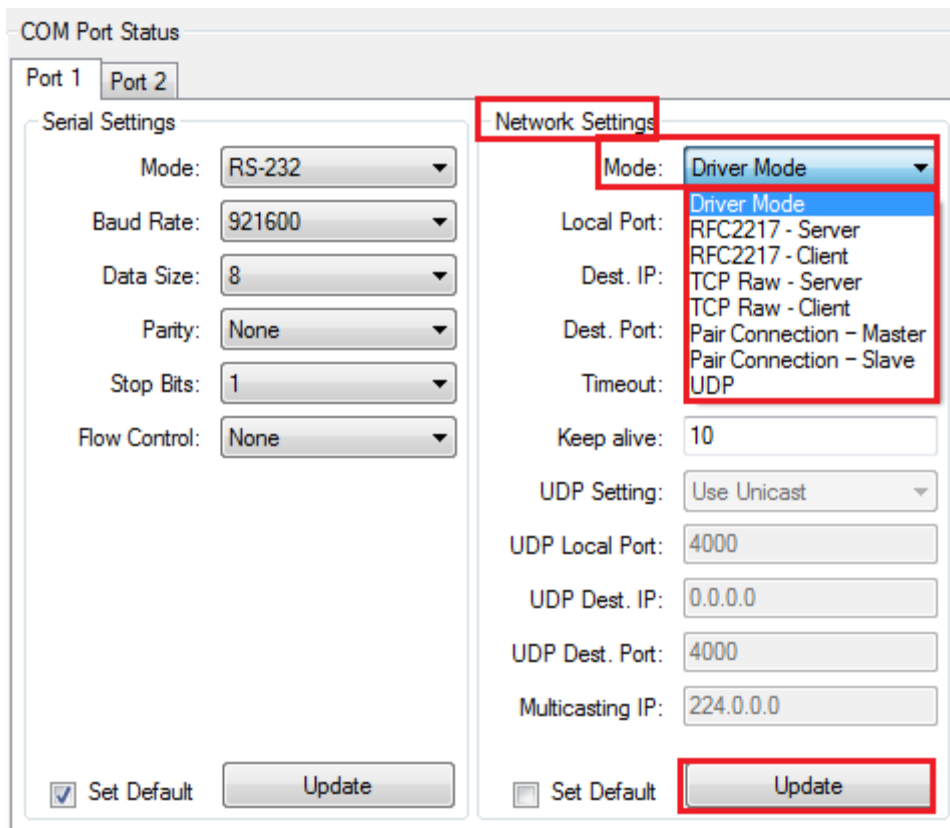 COM Port Status
Port 1 Port 2
Serial Settings
Mode: RS-232
Baud Rate: 921600
Data Size: 8
Parity: None
Stop Bits: 1
Flow Control: None
Set Default Update
Network Settings
Mode: Driver Mode
Driver Mode
RFC2217 - Server
RFC2217 - Client
TCP Raw - Server
TCP Raw - Client
Pair Connection – Master
Pair Connection – Slave
UDP
Local Port:
Dest. IP:
Dest. Port:
Timeout:
Keep alive: 10
UDP Setting: Use Unicast
UDP Local Port: 4000
UDP Dest. IP: 0.0.0.0
UDP Dest. Port: 4000
Multicasting IP: 224.0.0.0
Set Default Update